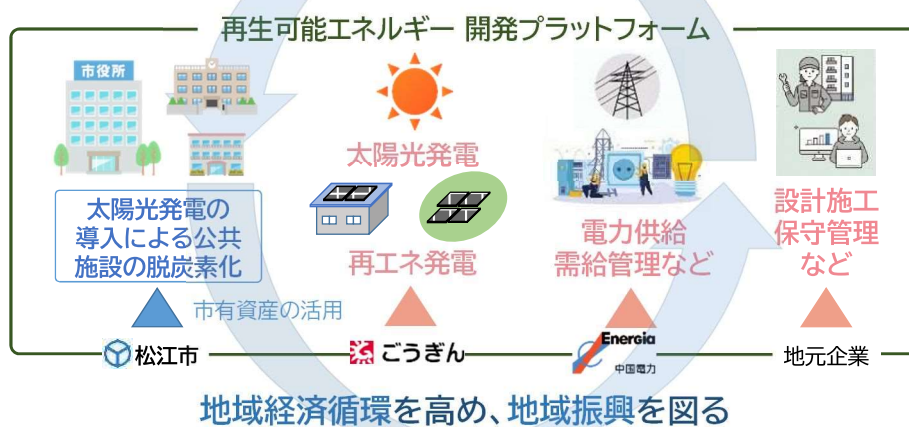 再生可能エネルギー 開発プラットフォーム
市役所
太陽光発電の
導入による公共
施設の脱炭素化
太陽光発電
再エネ発電
電力供給
需給管理など
設計施工
保守管理
など
市有資産の活用
松江市
ごうぎん
Energia
中国電力
地元企業
地域経済循環を高め、地域振興を図る